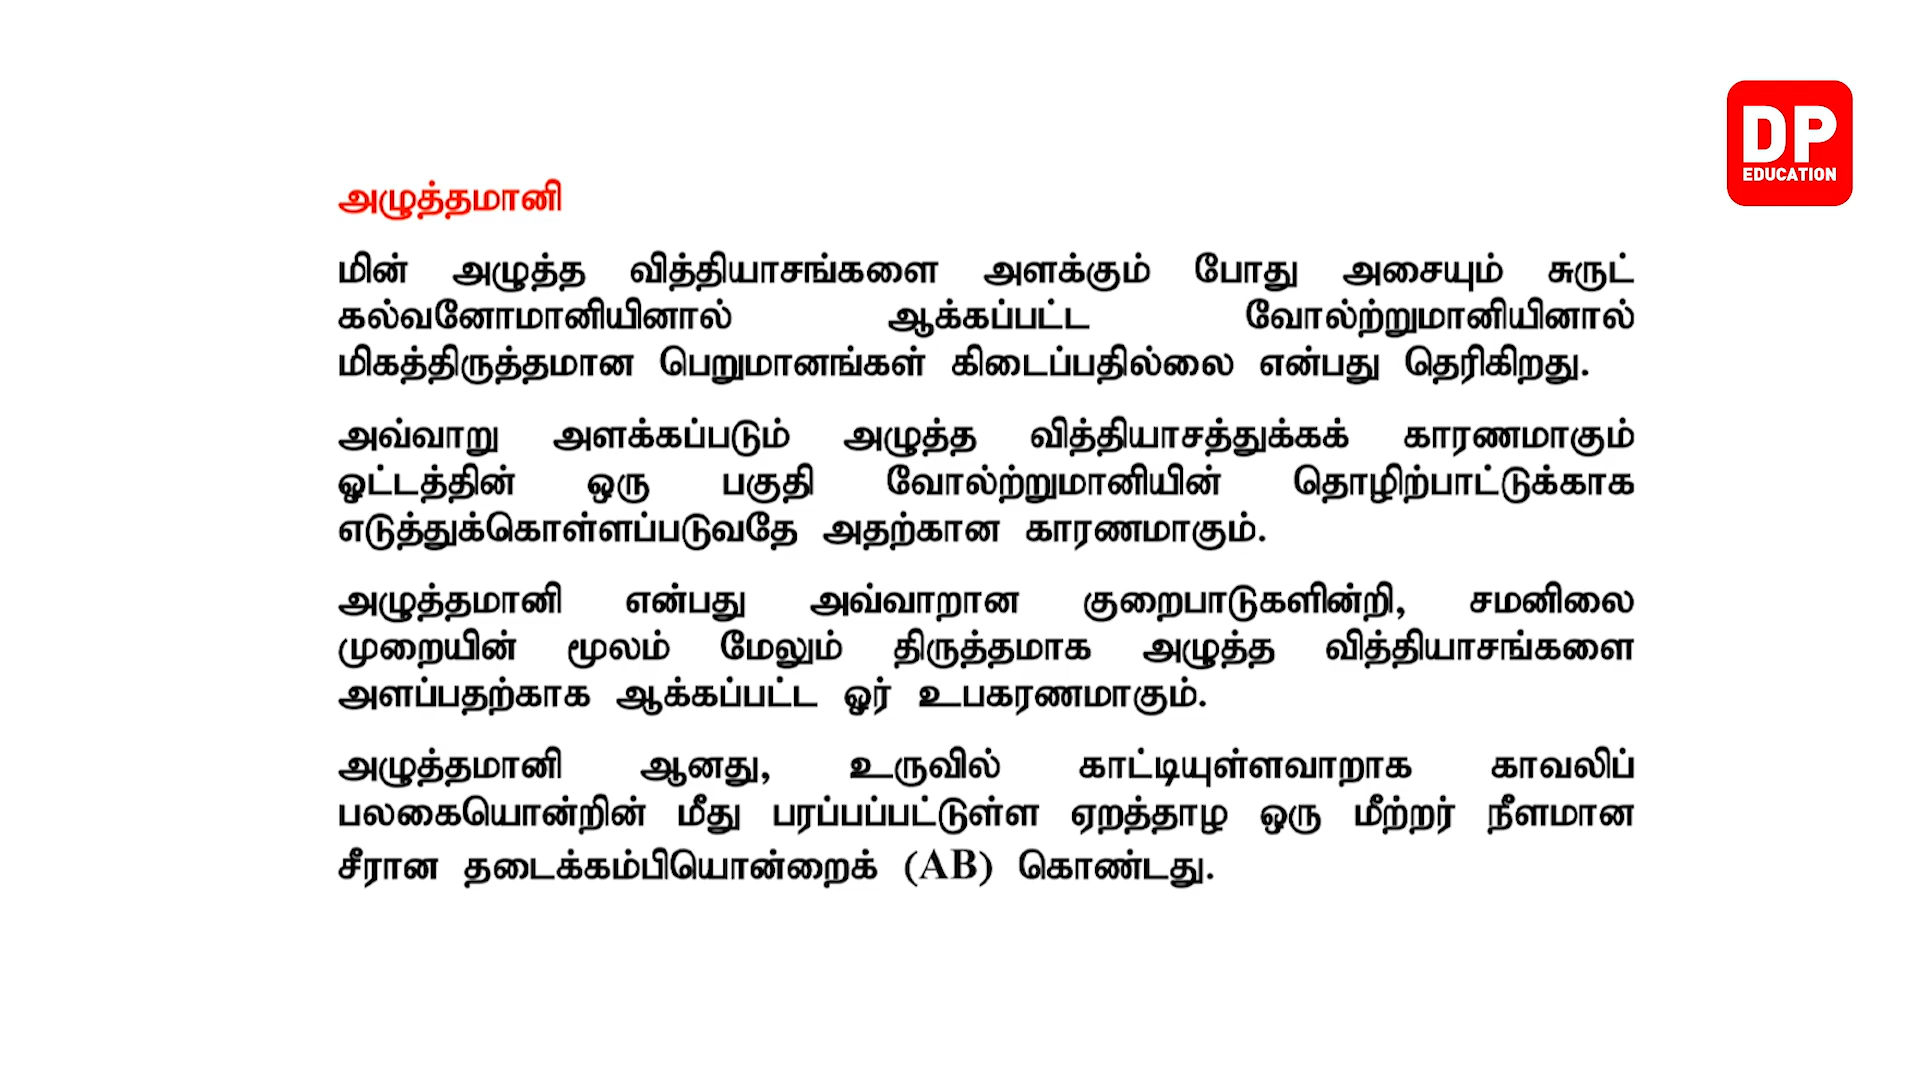 DP
EDUCATION
அழுத்தமானி
மின் அழுத்த வித்தியாசங்களை அளக்கும் போது அசையும் சுருட்
கல்வனோமானியினால் ஆக்கப்பட்ட வோல்ற்றுமானியினால்
மிகத்திருத்தமான பெறுமானங்கள் கிடைப்பதில்லை என்பது தெரிகிறது.
அவ்வாறு அளக்கப்படும் அழுத்த வித்தியாசத்துக்கக் காரணமாகும்
ஓட்டத்தின் ஒரு பகுதி வோல்ற்றுமானியின் தொழிற்பாட்டுக்காக
எடுத்துக்கொள்ளப்படுவதே அதற்கான காரணமாகும்.
அழுத்தமானி என்பது அவ்வாறான குறைபாடுகளின்றி, சமனிலை
முறையின் மூலம் மேலும் திருத்தமாக அழுத்த வித்தியாசங்களை
அளப்பதற்காக ஆக்கப்பட்ட ஓர் உபகரணமாகும்.
அழுத்தமானி ஆனது, உருவில் காட்டியுள்ளவாறாக காவலிப்
பலகையொன்றின் மீது பரப்பப்பட்டுள்ள ஏறத்தாழ ஒரு மீற்றர் நீளமான
சீரான தடைக்கம்பியொன்றைக் (AB) கொண்டது.